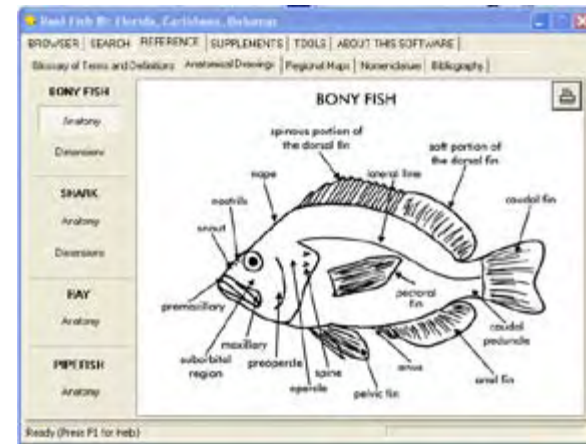 Reef Fish ID: Florida, Caribbean, Bahamas
BROWSER | SEARCH | REFERENCE | SUPPLEMENTS | TOOLS | ABOUT THIS SOFTWARE
Glossary of Terms and Definitions | Anatomical Drawings | Regional Maps | Nomenclature | Bibliography
BONY FISH
Anatomy
Dimensions
SHARK
Anatomy
Dimensions
RAY
Anatomy
PIPEFISH
Anatomy
BONY FISH
spinous portion of
the dorsal fin
soft portion of
the dorsal fin
nape
lateral line
caudal fin
nostrils
snout
premaxillary
maxillary
suborbital
region
preopercle
opercle
spine
pectoral
fin
pelvic fin
anus
anal fin
caudal
peduncle
Ready (Press F1 for Help)